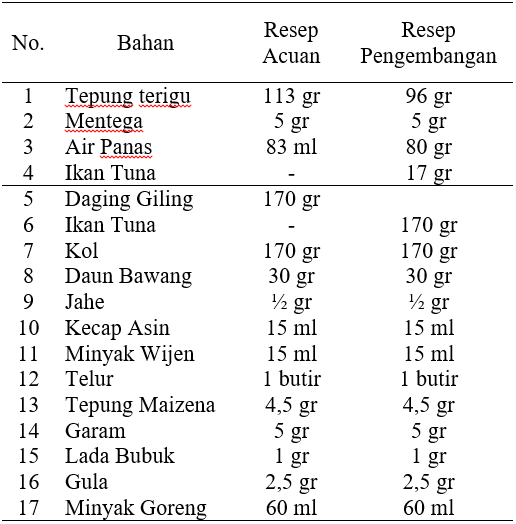 No. Bahan Resep Acuan Resep Pengembangan
1 Tepung terigu 113 gr 96 gr
2 Mentega 5 gr 5 gr
3 Air Panas 83 ml 80 gr
4 Ikan Tuna - 17 gr
5 Daging Giling 170 gr
6 Ikan Tuna - 170 gr
7 Kol 170 gr 170 gr
8 Daun Bawang 30 gr 30 gr
9 Jahe ½ gr ½ gr
10 Kecap Asin 15 ml 15 ml
11 Minyak Wijen 15 ml 15 ml
12 Telur 1 butir 1 butir
13 Tepung Maizena 4,5 gr 4,5 gr
14 Garam 5 gr 5 gr
15 Lada Bubuk 1 gr 1 gr
16 Gula 2,5 gr 2,5 gr
17 Minyak Goreng 60 ml 60 ml